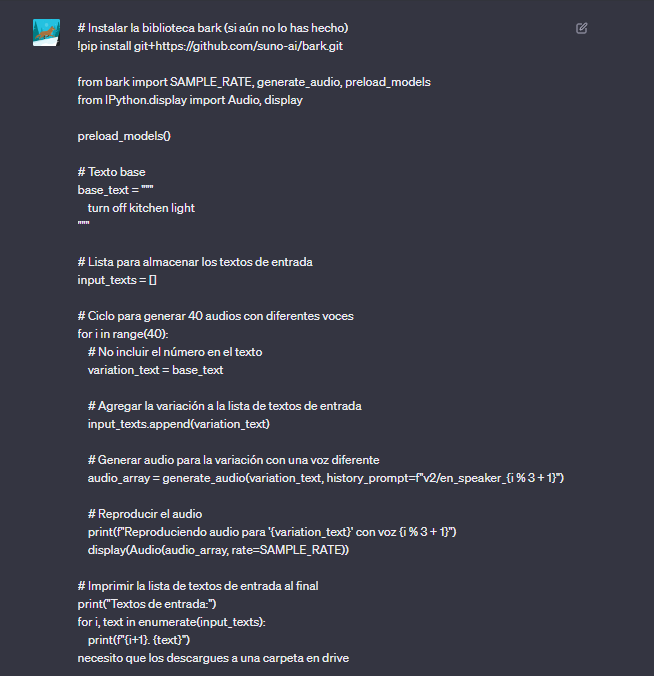 # Instalar la biblioteca bark (si aún no lo has hecho)
!pip install git+https://github.com/suno-ai/bark.git
from bark import SAMPLE_RATE, generate_audio, preload_models
from IPython.display import Audio, display
preload_models()
# Texto base
base_text = """
turn off kitchen light
"""
# Lista para almacenar los textos de entrada
input_texts = []
# Ciclo para generar 40 audios con diferentes voces
for i in range(40):
# No incluir el número en el texto
variation_text = base_text
# Agregar la variación a la lista de textos de entrada
input_texts.append(variation_text)
# Generar audio para la variación con una voz diferente
audio_array = generate_audio(variation_text, history_prompt=f"v2/en_speaker_{i % 3 + 1}")
# Reproducir el audio
print(f"Reproduciendo audio para '{variation_text}' con voz {i % 3 + 1}")
display(Audio(audio_array, rate=SAMPLE_RATE))
# Imprimir la lista de textos de entrada al final
print("Textos de entrada:")
for i, text in enumerate(input_texts):
print(f"{i+1}. {text}")
necesito que los descargues a una carpeta en drive